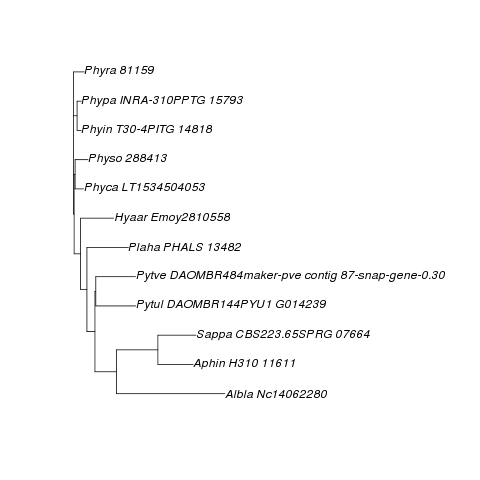 Phyra 81159
Phypa INRA-310PPTG 15793
Phyin T30-4PITG 14818
Physo 288413
Phyca LT1534504053
Hyaar Emoy2810558
Plaha PHALS 13482
Pytve DAOMBR484maker-pve contig 87-snap-gene-0.30
Pytul DAOMBR144PYU1 G014239
Sappa CBS223.65SPRG 07664
Aphin H310 11611
Albla Nc14062280